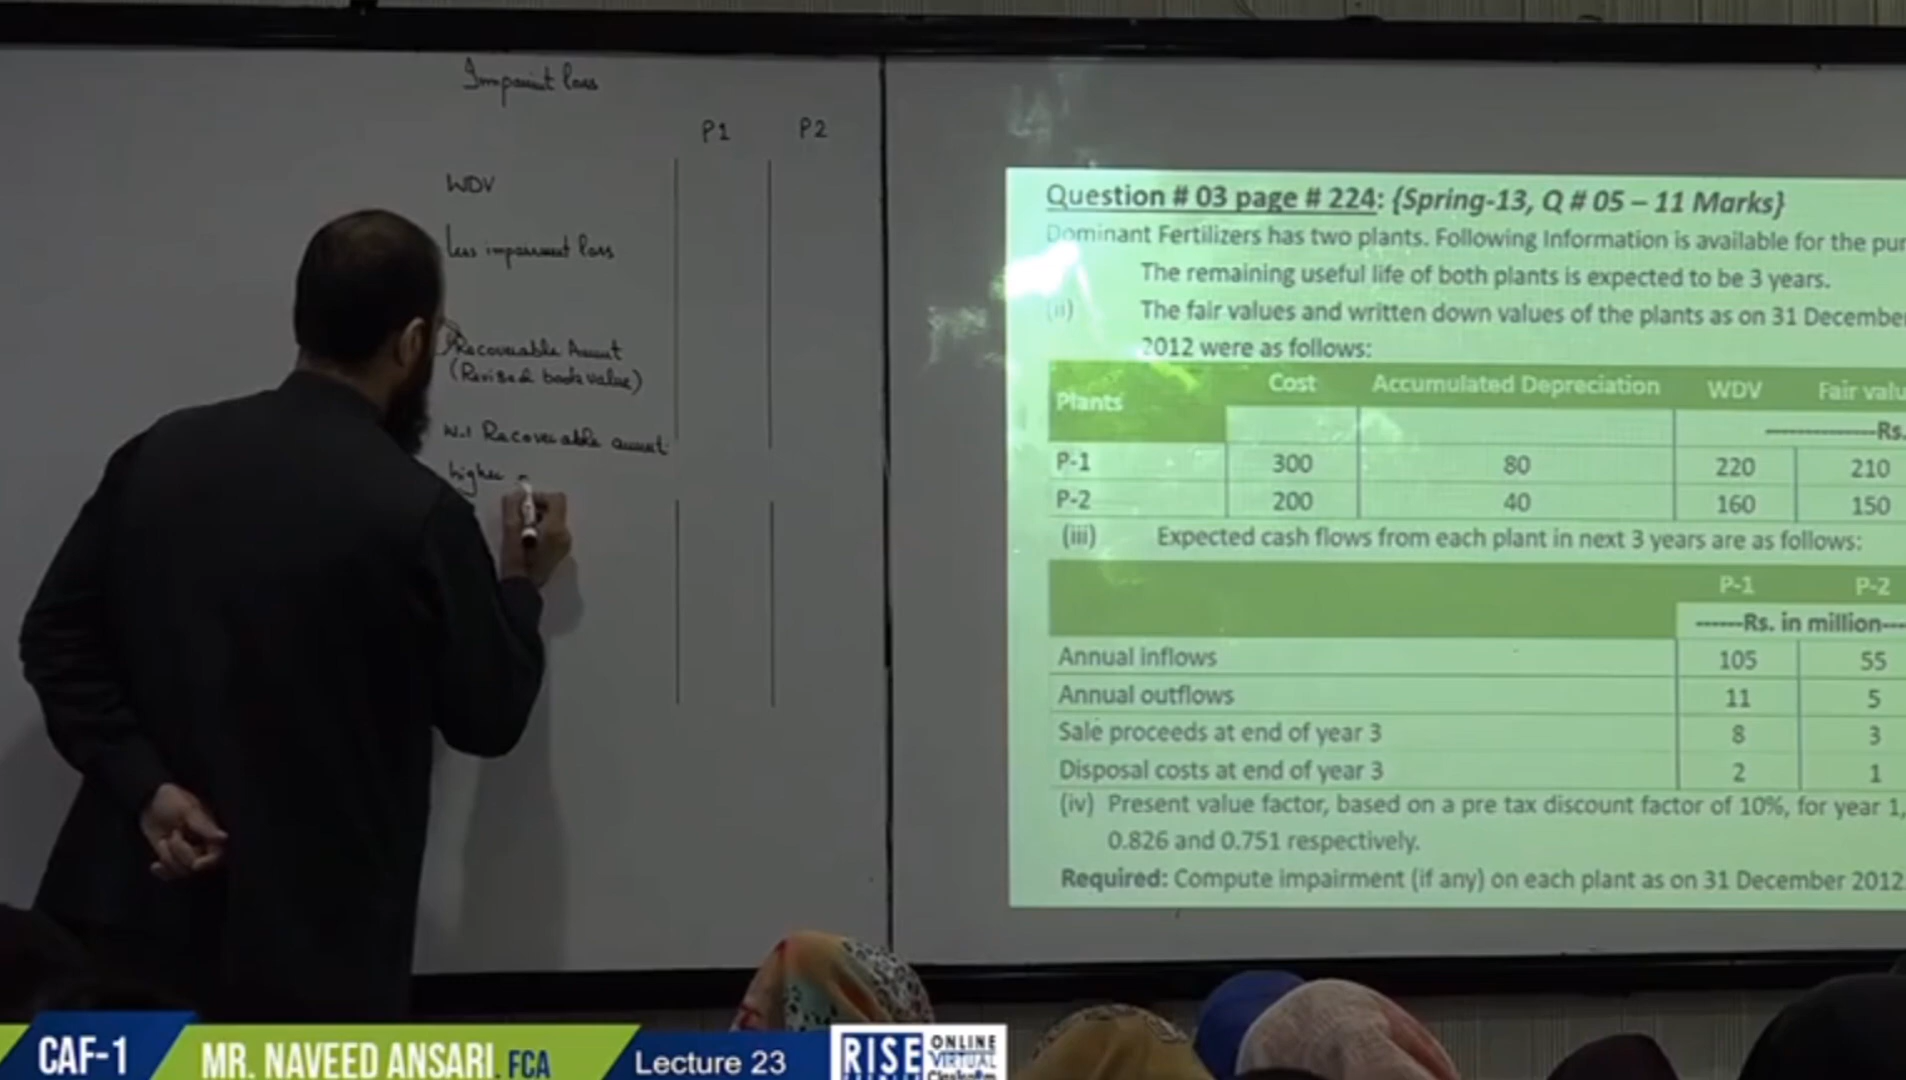 Impairment loss
P1 P2
WDV
less impairment loss
Recoverable Amount
(Revised book value)
W.1 Recoverable amount
higher
Question # 03 page # 224: {Spring-13, Q # 05 – 11 Marks}
Dominant Fertilizers has two plants. Following Information is available for the pur
The remaining useful life of both plants is expected to be 3 years.
(ii) The fair values and written down values of the plants as on 31 December
2012 were as follows:
Plants Cost Accumulated Depreciation WDV Fair valu
-------------Rs.
P-1 300 80 220 210
P-2 200 40 160 150
(iii) Expected cash flows from each plant in next 3 years are as follows:
P-1 P-2
------Rs. in million---
Annual inflows 105 55
Annual outflows 11 5
Sale proceeds at end of year 3 8 3
Disposal costs at end of year 3 2 1
(iv) Present value factor, based on a pre tax discount factor of 10%, for year 1,
0.826 and 0.751 respectively.
Required: Compute impairment (if any) on each plant as on 31 December 2012
CAF-1 MR. NAVEED ANSARI, FCA Lecture 23 RISE ONLINE VIRTUAL